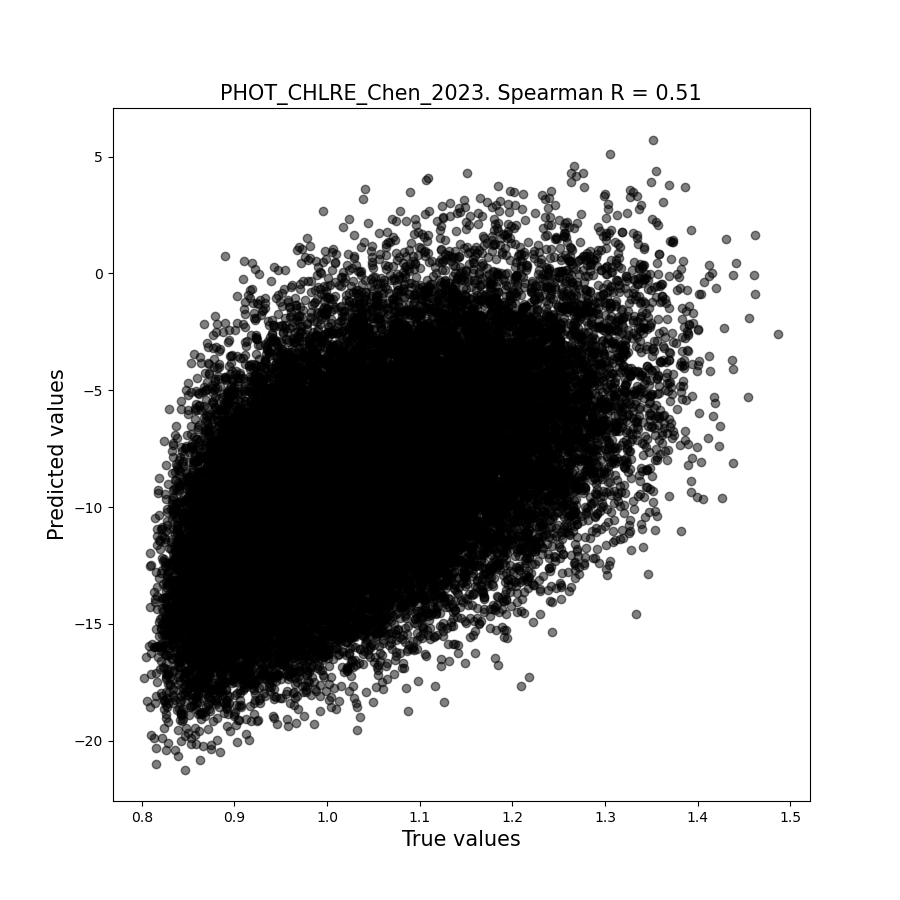 PHOT_CHLRE_Chen_2023. Spearman R = 0.51
5
0
−5
−10
−15
−20
Predicted values
0.8 0.9 1.0 1.1 1.2 1.3 1.4 1.5
True values